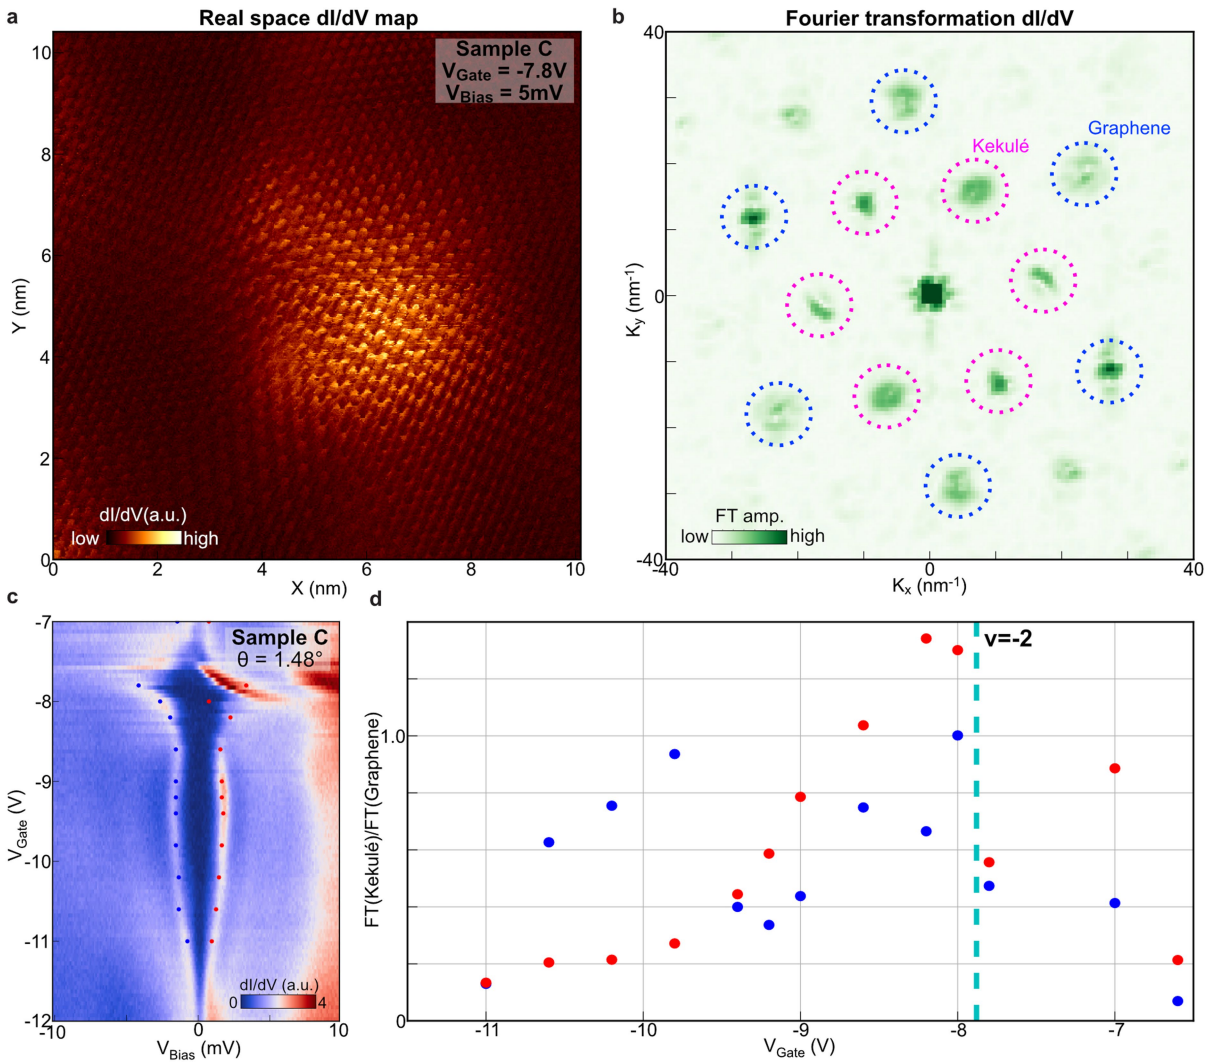 a
Real space dI/dV map
Sample C
V_Gate = -7.8V
V_Bias = 5mV
10
8
6
4
2
0
Y (nm)
dI/dV(a.u.)
low high
0 2 4 6 8 10
X (nm)
b
Fourier transformation dI/dV
40
0
-40
K_y (nm⁻¹)
Graphene
Kekulé
FT amp.
low high
-40 0 40
K_x (nm⁻¹)
c
Sample C
θ = 1.48°
-7
-8
-9
-10
-11
-12
V_Gate (V)
dI/dV (a.u.)
0 4
-10 0 10
V_Bias (mV)
d
ν=-2
1.0
0
FT(Kekulé)/FT(Graphene)
-11 -10 -9 -8 -7
V_Gate (V)